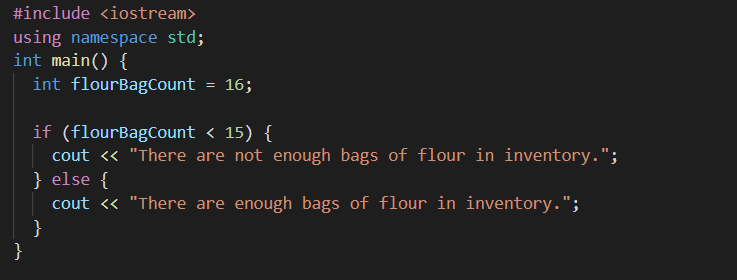 #include <iostream>
using namespace std;
int main() {
  int flourBagCount = 16;

  if (flourBagCount < 15) {
    cout << "There are not enough bags of flour in inventory.";
  } else {
    cout << "There are enough bags of flour in inventory.";
  }
}